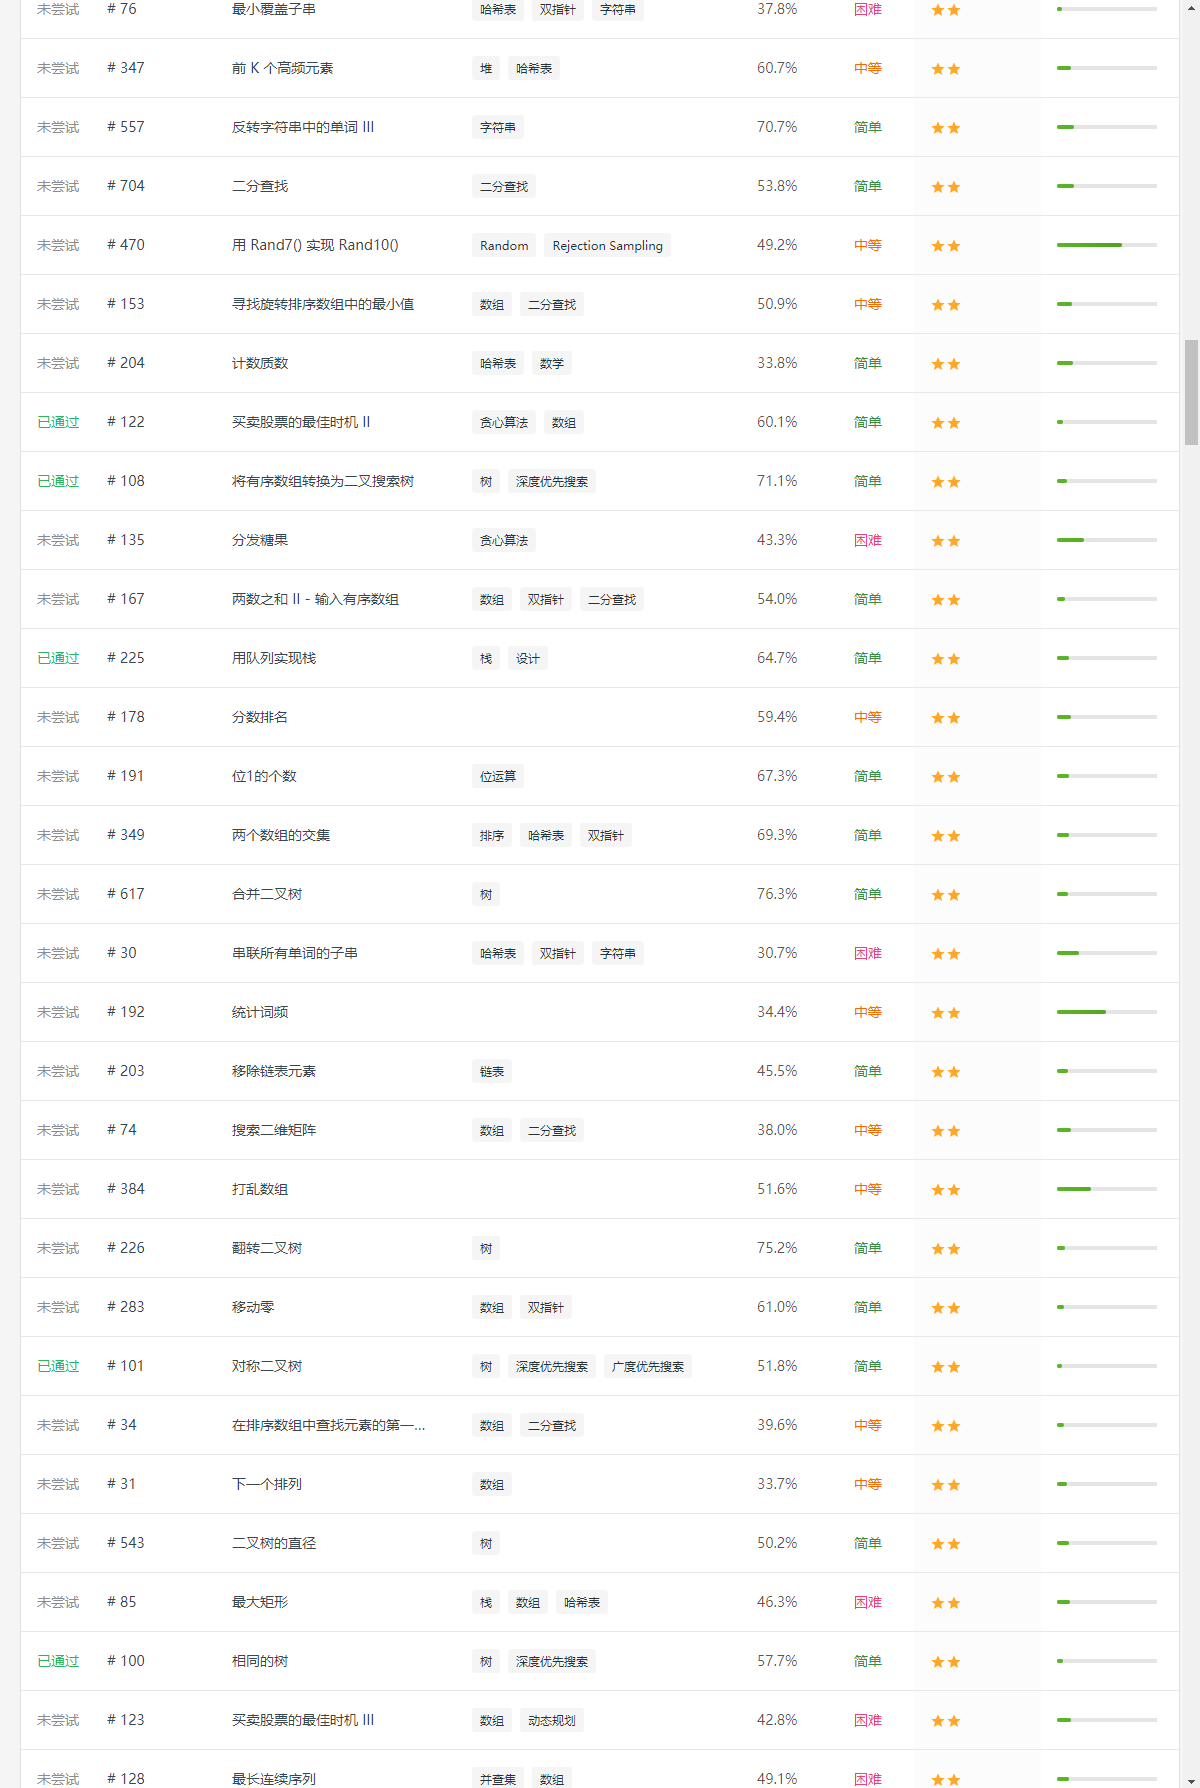 未尝试 # 76 最小覆盖子串 哈希表 双指针 字符串 37.8% 困难
未尝试 # 347 前 K 个高频元素 堆 哈希表 60.7% 中等
未尝试 # 557 反转字符串中的单词 III 字符串 70.7% 简单
未尝试 # 704 二分查找 二分查找 53.8% 简单
未尝试 # 470 用 Rand7() 实现 Rand10() Random Rejection Sampling 49.2% 中等
未尝试 # 153 寻找旋转排序数组中的最小值 数组 二分查找 50.9% 中等
未尝试 # 204 计数质数 哈希表 数学 33.8% 简单
已通过 # 122 买卖股票的最佳时机 II 贪心算法 数组 60.1% 简单
已通过 # 108 将有序数组转换为二叉搜索树 树 深度优先搜索 71.1% 简单
未尝试 # 135 分发糖果 贪心算法 43.3% 困难
未尝试 # 167 两数之和 II - 输入有序数组 数组 双指针 二分查找 54.0% 简单
已通过 # 225 用队列实现栈 栈 设计 64.7% 简单
未尝试 # 178 分数排名 59.4% 中等
未尝试 # 191 位1的个数 位运算 67.3% 简单
未尝试 # 349 两个数组的交集 排序 哈希表 双指针 69.3% 简单
未尝试 # 617 合并二叉树 树 76.3% 简单
未尝试 # 30 串联所有单词的子串 哈希表 双指针 字符串 30.7% 困难
未尝试 # 192 统计词频 34.4% 中等
未尝试 # 203 移除链表元素 链表 45.5% 简单
未尝试 # 74 搜索二维矩阵 数组 二分查找 38.0% 中等
未尝试 # 384 打乱数组 51.6% 中等
未尝试 # 226 翻转二叉树 树 75.2% 简单
未尝试 # 283 移动零 数组 双指针 61.0% 简单
已通过 # 101 对称二叉树 树 深度优先搜索 广度优先搜索 51.8% 简单
未尝试 # 34 在排序数组中查找元素的第一... 数组 二分查找 39.6% 中等
未尝试 # 31 下一个排列 数组 33.7% 中等
未尝试 # 543 二叉树的直径 树 50.2% 简单
未尝试 # 85 最大矩形 栈 数组 哈希表 46.3% 困难
已通过 # 100 相同的树 树 深度优先搜索 57.7% 简单
未尝试 # 123 买卖股票的最佳时机 III 数组 动态规划 42.8% 困难
未尝试 # 128 最长连续序列 并查集 数组 49.1% 困难